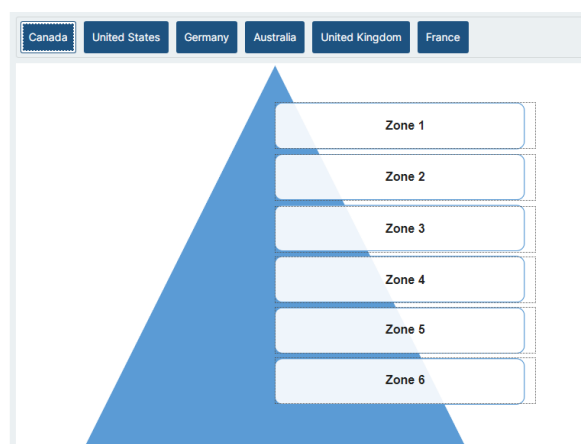 Canada United States Germany Australia United Kingdom France
Zone 1
Zone 2
Zone 3
Zone 4
Zone 5
Zone 6